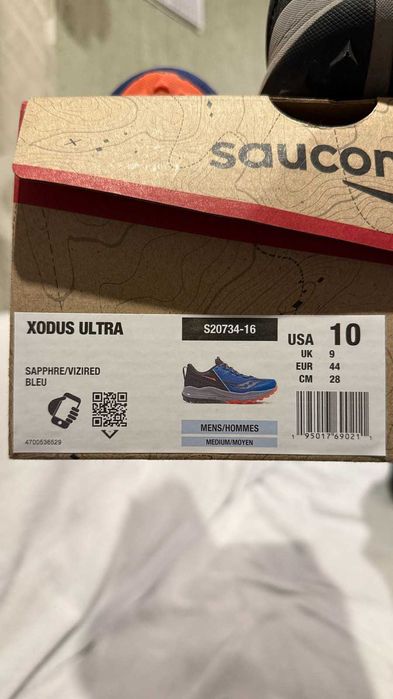 saucon
XODUS ULTRA
S20734-16
USA 10
UK 9
EUR 44
CM 28
SAPPHRE/VIZIRED
BLEU
MENS/HOMMES
MEDIUM/MOYEN
4700536529
1 95017 69021 1